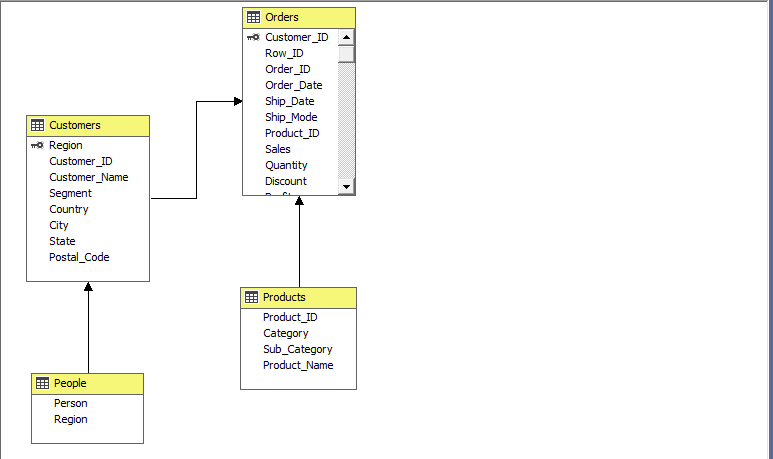 Orders
Customer_ID
Row_ID
Order_ID
Order_Date
Ship_Date
Ship_Mode
Product_ID
Sales
Quantity
Discount
Customers
Region
Customer_ID
Customer_Name
Segment
Country
City
State
Postal_Code
Products
Product_ID
Category
Sub_Category
Product_Name
People
Person
Region